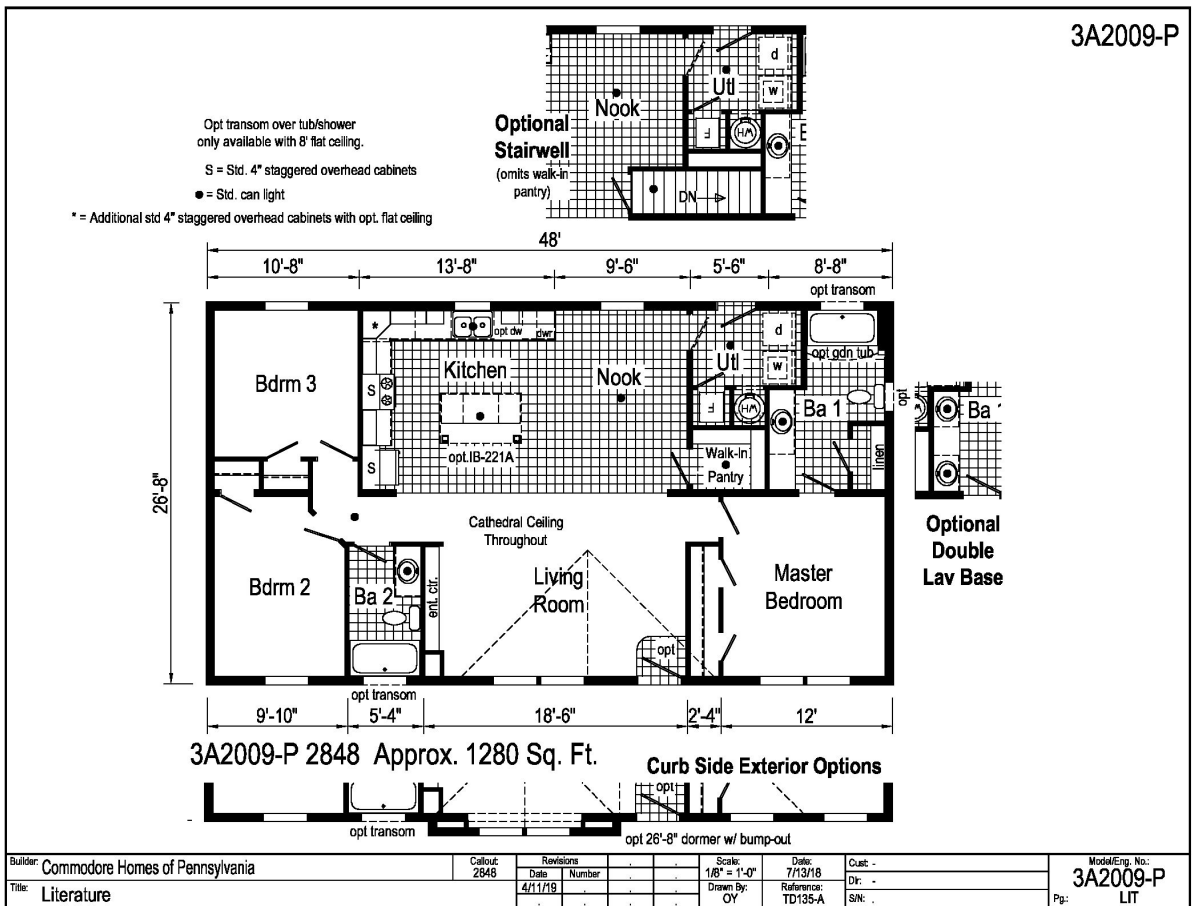 3A2009-P
Opt transom over tub/shower
only available with 8' flat ceiling.
S = Std. 4" staggered overhead cabinets
● = Std. can light
* = Additional std 4" staggered overhead cabinets with opt. flat ceiling
Optional
Stairwell
(omits walk-in
pantry)
Nook
Utl
d
w
F
WH
DN
48'
10'-8"
13'-8"
9'-6"
5'-6"
8'-8"
opt transom
26'-8"
*
opt dw
dwr
Bdrm 3
Kitchen
Nook
Utl
d
w
opt gdn tub
S
F
WH
Ba 1
opt
opt.IB-221A
S
Walk-In
Pantry
linen
Ba 1
Optional
Double
Lav Base
Cathedral Ceiling
Throughout
Bdrm 2
Ba 2
ent. ctr.
Living
Room
opt
Master
Bedroom
opt transom
9'-10"
5'-4"
18'-6"
2'-4"
12'
3A2009-P 2848 Approx. 1280 Sq. Ft.
Curb Side Exterior Options
opt
opt transom
opt 26'-8" dormer w/ bump-out
Builder: Commodore Homes of Pennsylvania
Title: Literature
Callout:
2848
Revisions
Date Number
4/11/19
Scale:
1/8" = 1'-0"
Drawn By:
OY
Date:
7/13/18
Reference:
TD135-A
Cust: -
Dlr: -
S/N: .
Model/Eng. No.:
3A2009-P
Pg.: LIT